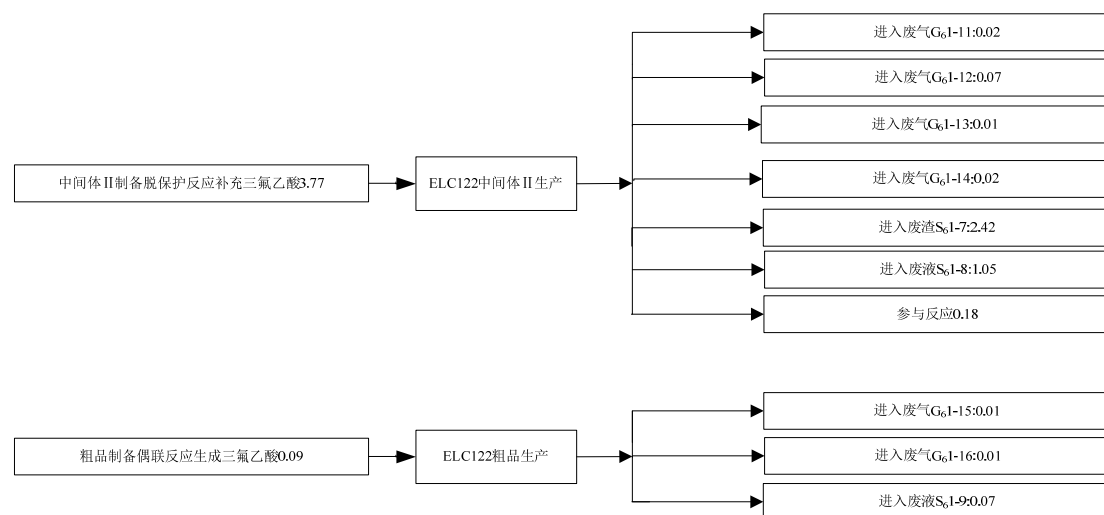 进入废气G₆1-11:0.02
进入废气G₆1-12:0.07
进入废气G₆1-13:0.01
中间体Ⅱ制备脱保护反应补充三氟乙酸3.77
ELC122中间体Ⅱ生产
进入废气G₆1-14:0.02
进入废渣S₆1-7:2.42
进入废液S₆1-8:1.05
参与反应0.18
进入废气G₆1-15:0.01
粗品制备偶联反应生成三氟乙酸0.09
ELC122粗品生产
进入废气G₆1-16:0.01
进入废液S₆1-9:0.07